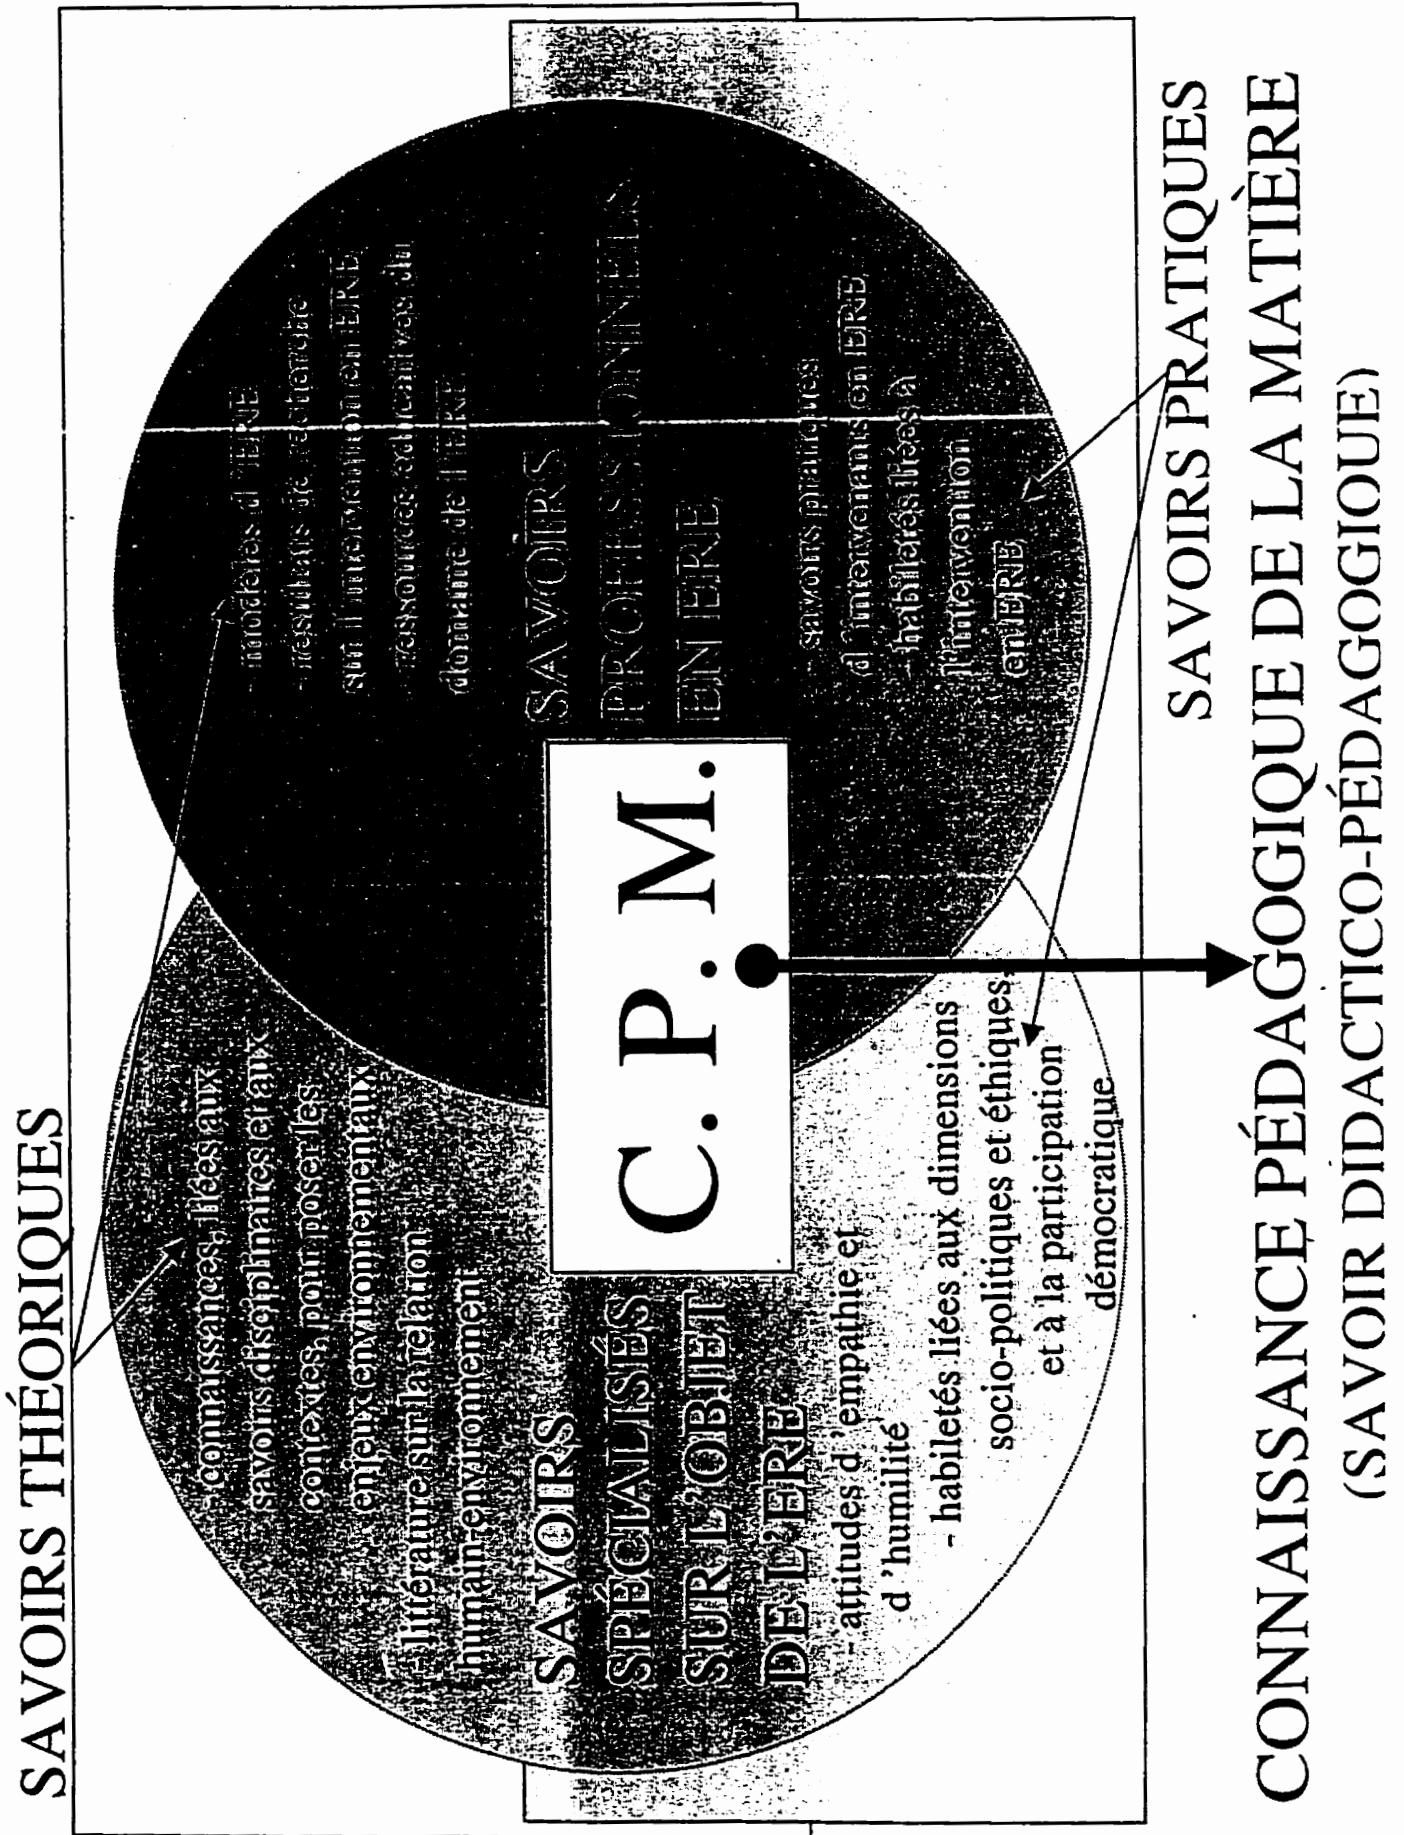 SAVOIRS THÉORIQUES
- connaissances, liées aux
savoirs disciplinaires et aux
contextes, pour poser les
enjeux environnementaux
- littérature sur la relation
humain-environnement
SAVOIRS
SPÉCIALISÉS
SUR L'OBJET
DE L'ERE
- attitudes d'empathie et
d'humilité
- habiletés liées aux dimensions
socio-politiques et éthiques
et à la participation
démocratique
C. P. M.
- modèles d'ERE
- résultats de recherche
sur l'intervention en ERE
- ressources éducatives du
domaine de l'ERE
SAVOIRS
PROFESSIONNELS
EN ERE
- savoirs pratiques
d'intervenants en ERE
- habiletés liées à
l'intervention
(en ERE
SAVOIRS PRATIQUES
CONNAISSANCE PÉDAGOGIQUE DE LA MATIÈRE
(SAVOIR DIDACTICO-PÉDAGOGIQUE)